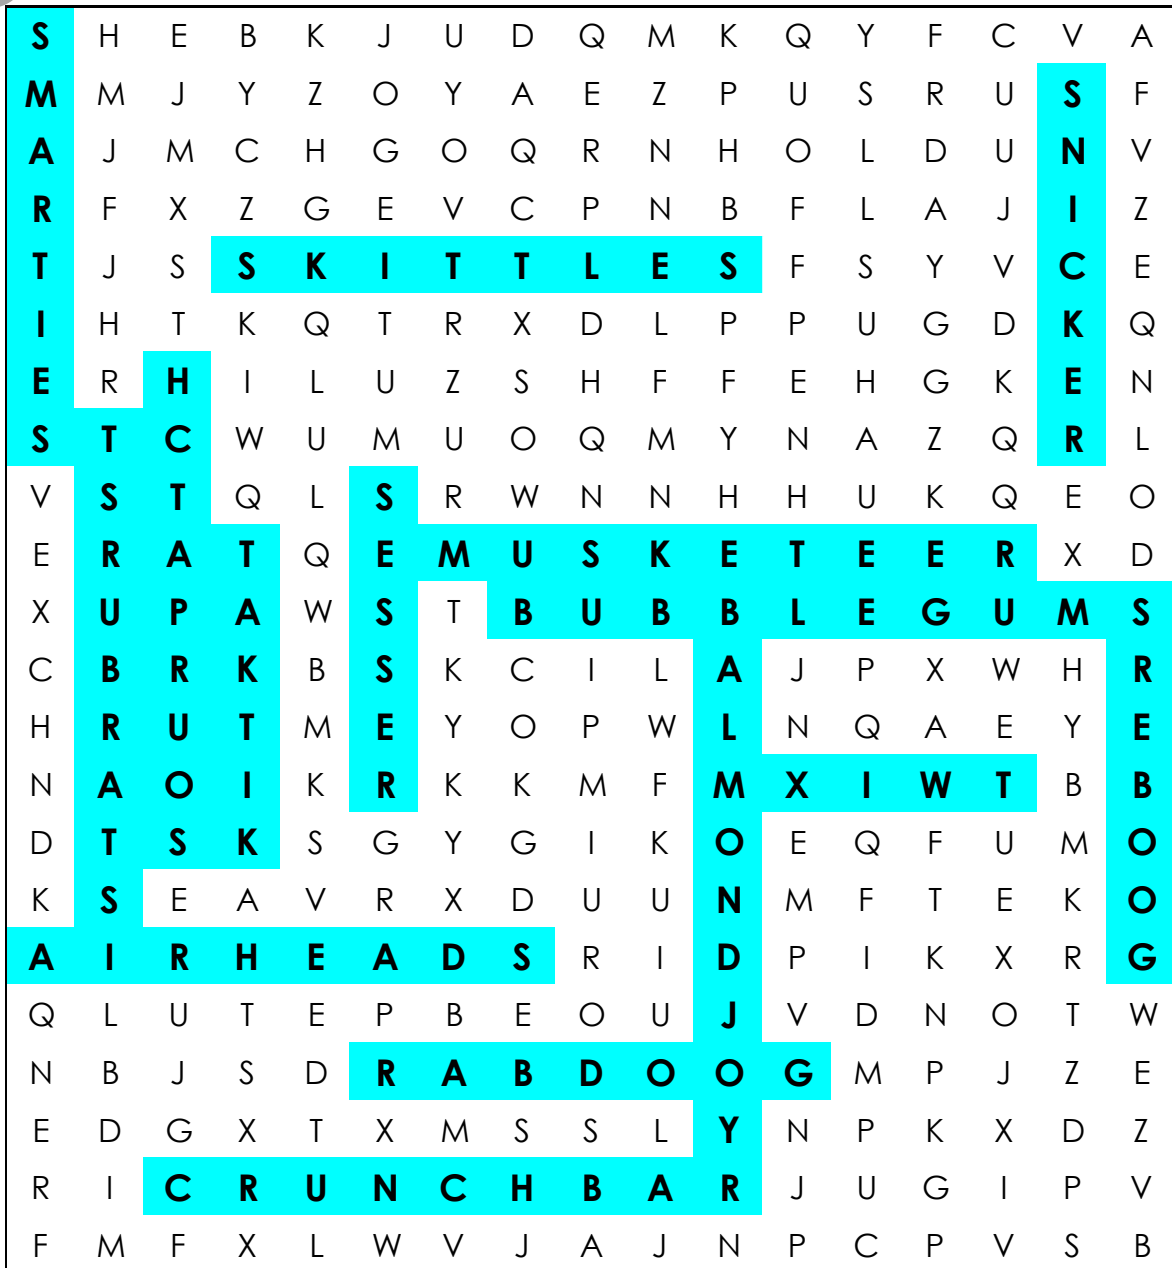 S H E B K J U D Q M K Q Y F C V A
M M J Y Z O Y A E Z P U S R U S F
A J M C H G O Q R N H O L D U N V
R F X Z G E V C P N B F L A J I Z
T J S S K I T T L E S F S Y V C E
I H T K Q T R X D L P P U G D K Q
E R H I L U Z S H F F E H G K E N
S T C W U M U O Q M Y N A Z Q R L
V S T Q L S R W N N H H U K Q E O
E R A T Q E M U S K E T E E R X D
X U P A W S T B U B B L E G U M S
C B R K B S K C I L A J P X W H R
H R U T M E Y O P W L N Q A E Y E
N A O I K R K K M F M X I W T B B
D T S K S G Y G I K O E Q F U M O
K S E A V R X D U U N M F T E K O
A I R H E A D S R I D P I K X R G
Q L U T E P B E O U J V D N O T W
N B J S D R A B D O O G M P J Z E
E D G X T X M S S L Y N P K X D Z
R I C R U N C H B A R J U G I P V
F M F X L W V J A J N P C P V S B